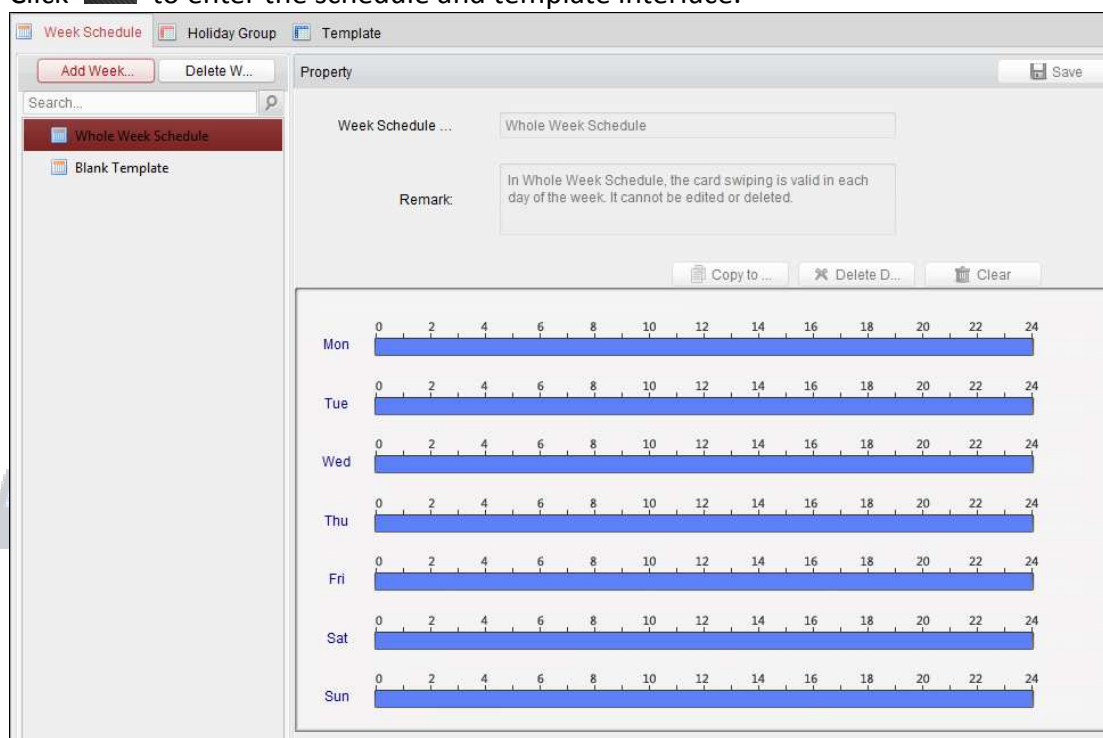 Click to enter the schedule and template interface.
Week Schedule Holiday Group Template
Add Week... Delete W...
Search...
Whole Week Schedule
Blank Template
Property Save
Week Schedule ... Whole Week Schedule
Remark: In Whole Week Schedule, the card swiping is valid in each
day of the week. It cannot be edited or deleted.
Copy to ... Delete D... Clear
0 2 4 6 8 10 12 14 16 18 20 22 24
Mon
0 2 4 6 8 10 12 14 16 18 20 22 24
Tue
0 2 4 6 8 10 12 14 16 18 20 22 24
Wed
0 2 4 6 8 10 12 14 16 18 20 22 24
Thu
0 2 4 6 8 10 12 14 16 18 20 22 24
Fri
0 2 4 6 8 10 12 14 16 18 20 22 24
Sat
0 2 4 6 8 10 12 14 16 18 20 22 24
Sun